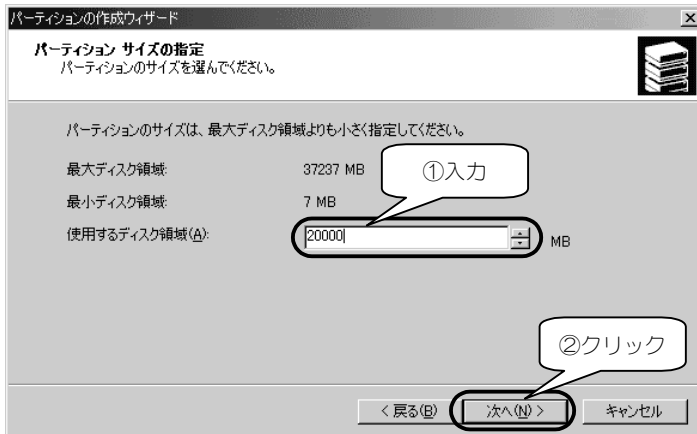 パーティションの作成ウィザード
パーティション サイズの指定
パーティションのサイズを選んでください。
パーティションのサイズは、最大ディスク領域よりも小さく指定してください。
最大ディスク領域: 37237 MB
①入力
最小ディスク領域: 7 MB
使用するディスク領域(A): 20000 MB
②クリック
< 戻る(B) 次へ(N) > キャンセル